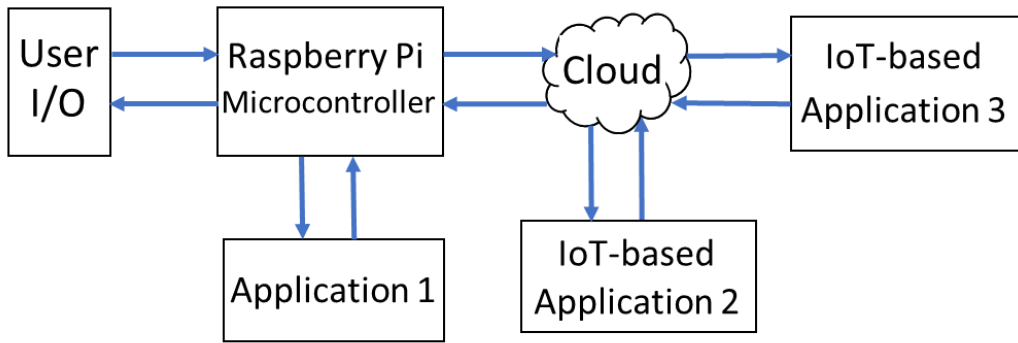 User
I/O
Raspberry Pi
Microcontroller
Cloud
IoT-based
Application 3
Application 1
IoT-based
Application 2